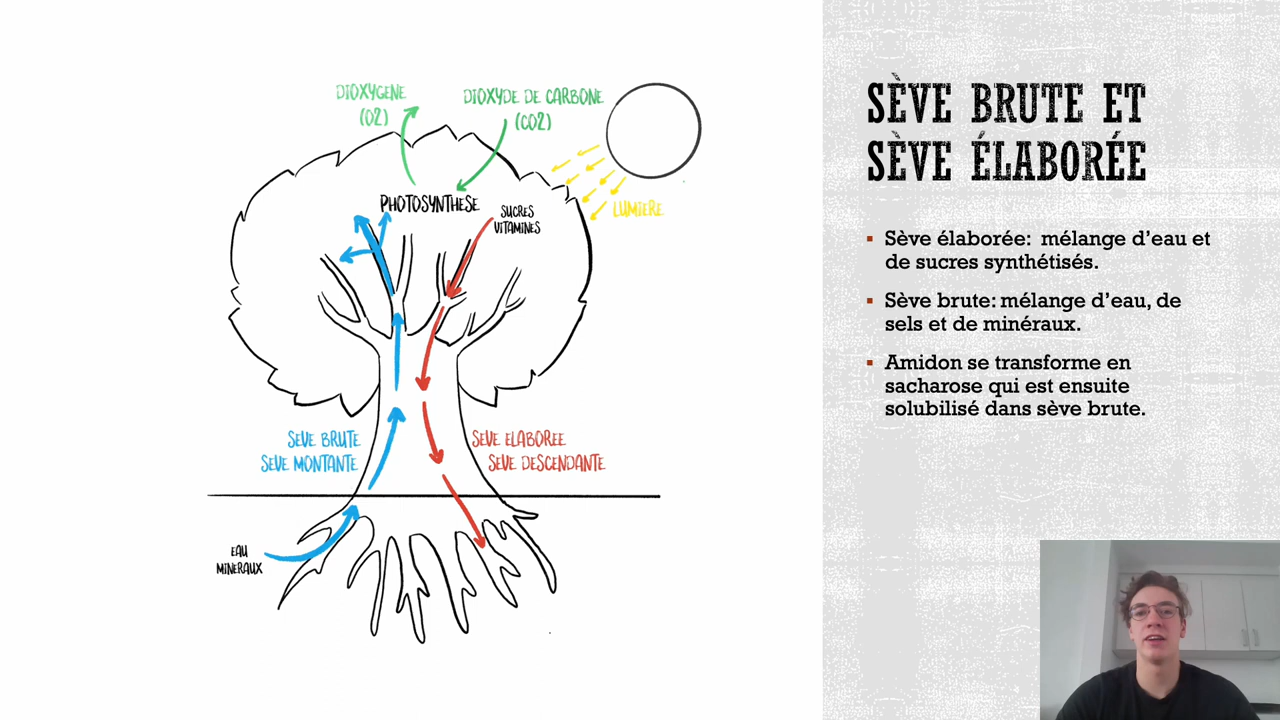 DIOXYGENE
(O2)
DIOXYDE DE CARBONE
(CO2)
PHOTOSYNTHESE
SUCRES
VITAMINES
LUMIERE
SEVE BRUTE
SEVE MONTANTE
SEVE ELABOREE
SEVE DESCENDANTE
EAU
MINERAUX
SÈVE BRUTE ET
SÈVE ÉLABORÉE
▪ Sève élaborée: mélange d’eau et
de sucres synthétisés.
▪ Sève brute: mélange d’eau, de
sels et de minéraux.
▪ Amidon se transforme en
sacharose qui est ensuite
solubilisé dans sève brute.